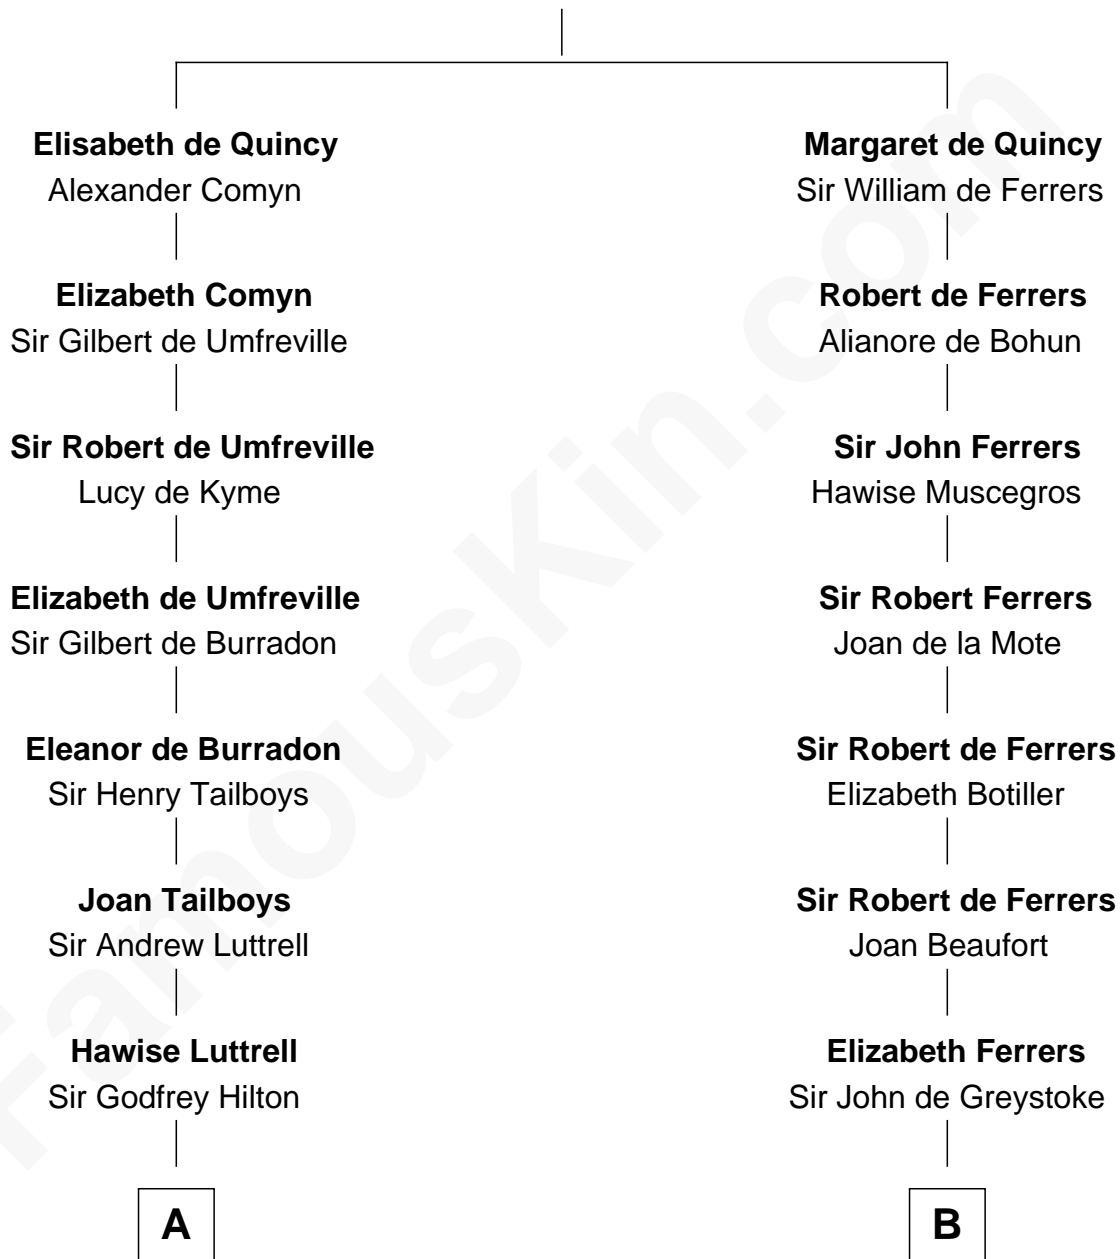 Elisabeth de Quincy
Alexander Comyn
Elizabeth Comyn
Sir Gilbert de Umfreville
Sir Robert de Umfreville
Lucy de Kyme
Elizabeth de Umfreville
Sir Gilbert de Burradon
Eleanor de Burradon
Sir Henry Tailboys
Joan Tailboys
Sir Andrew Luttrell
Hawise Luttrell
Sir Godfrey Hilton
A
Margaret de Quincy
Sir William de Ferrers
Robert de Ferrers
Alianore de Bohun
Sir John Ferrers
Hawise Muscegros
Sir Robert Ferrers
Joan de la Mote
Sir Robert de Ferrers
Elizabeth Botiller
Sir Robert de Ferrers
Joan Beaufort
Elizabeth Ferrers
Sir John de Greystoke
B
FamousKin.com